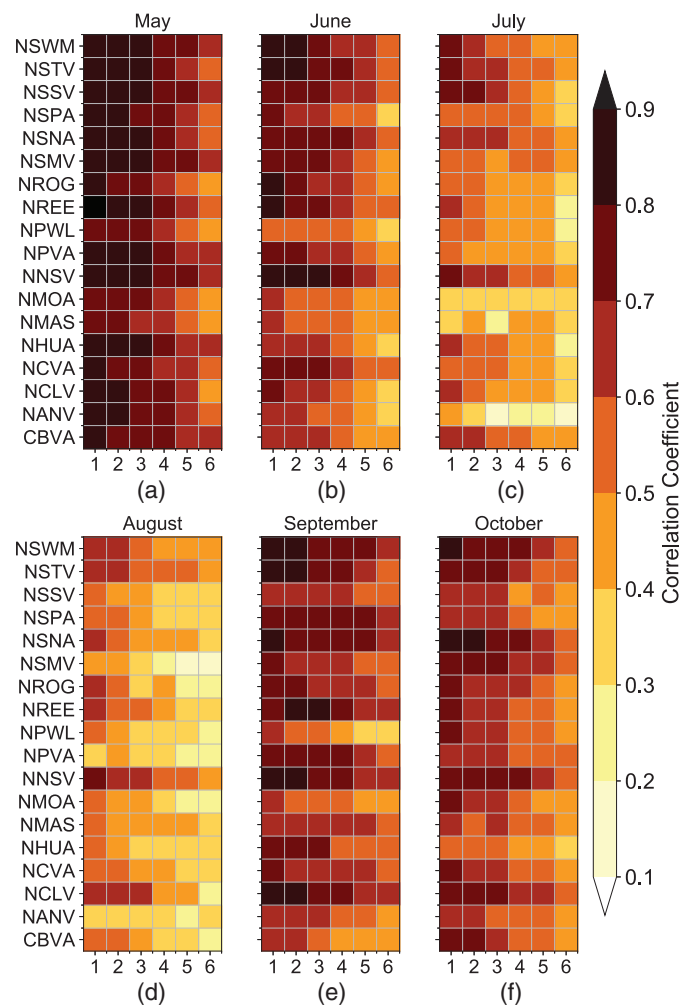 May June July
NSWM
NSTV
NSSV
NSPA
NSNA
NSMV
NROG
NREE
NPWL
NPVA
NNSV
NMOA
NMAS
NHUA
NCVA
NCLV
NANV
CBVA
1 2 3 4 5 6 1 2 3 4 5 6 1 2 3 4 5 6
(a) (b) (c)
August September October
NSWM
NSTV
NSSV
NSPA
NSNA
NSMV
NROG
NREE
NPWL
NPVA
NNSV
NMOA
NMAS
NHUA
NCVA
NCLV
NANV
CBVA
1 2 3 4 5 6 1 2 3 4 5 6 1 2 3 4 5 6
(d) (e) (f)
0.9
0.8
0.7
0.6
0.5
0.4
0.3
0.2
0.1
Correlation Coefficient